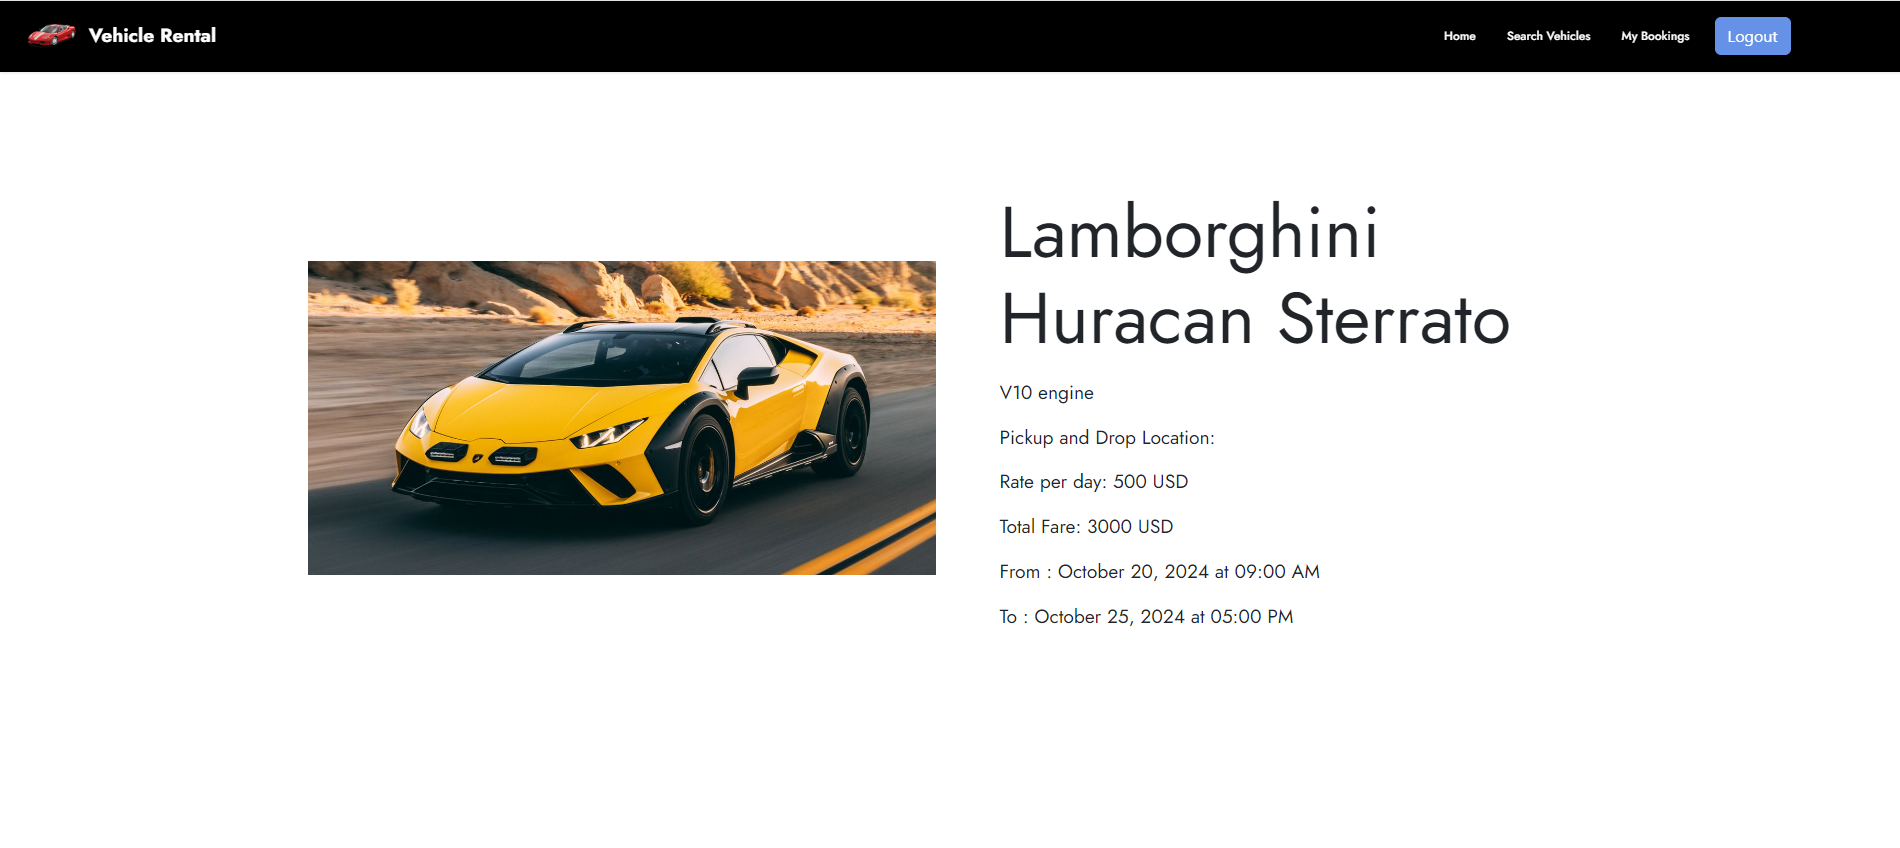 Vehicle Rental
Home
Search Vehicles
My Bookings
Logout
Lamborghini
Huracan Sterrato
V10 engine
Pickup and Drop Location:
Rate per day: 500 USD
Total Fare: 3000 USD
From : October 20, 2024 at 09:00 AM
To : October 25, 2024 at 05:00 PM